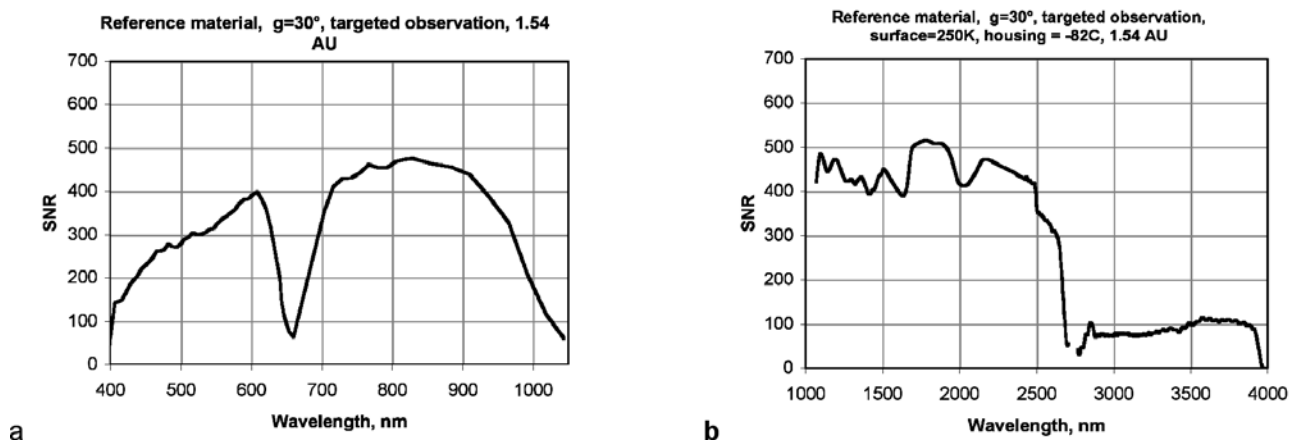 Reference material, g=30°, targeted observation, 1.54
AU
700
600
500
400
300
200
100
0
SNR
400 500 600 700 800 900 1000
Wavelength, nm
a
Reference material, g=30°, targeted observation,
surface=250K, housing = -82C, 1.54 AU
700
600
500
400
300
200
100
0
SNR
1000 1500 2000 2500 3000 3500 4000
Wavelength, nm
b